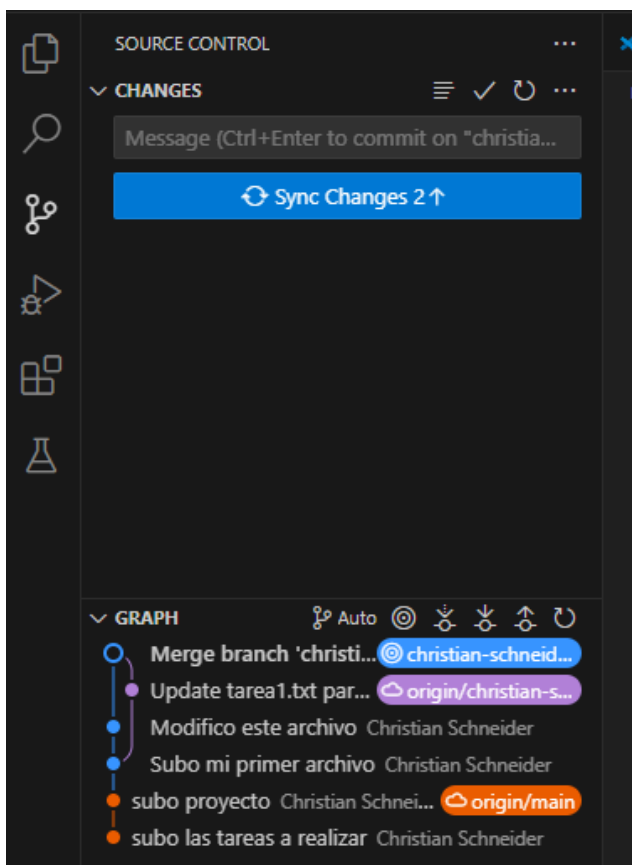 SOURCE CONTROL
CHANGES
Message (Ctrl+Enter to commit on "christia...
Sync Changes 2↑
GRAPH
Auto
Merge branch 'christi... christian-schneid...
Update tarea1.txt par... origin/christian-s...
Modifico este archivo Christian Schneider
Subo mi primer archivo Christian Schneider
subo proyecto Christian Schnei... origin/main
subo las tareas a realizar Christian Schneider